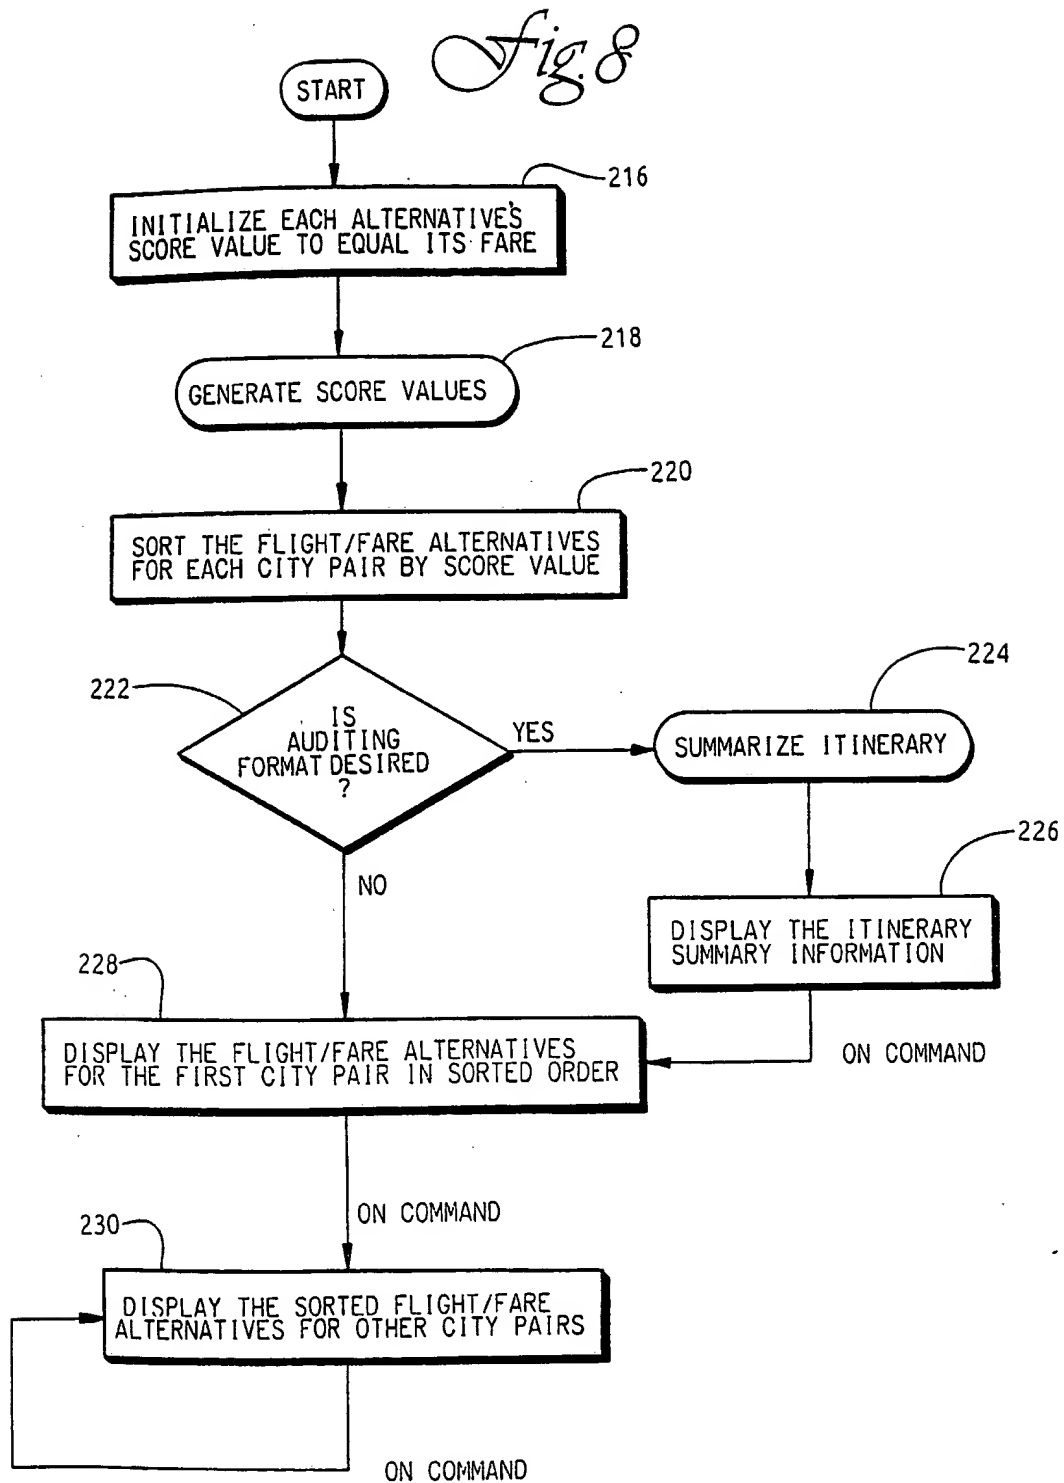 Fig. 8
START
216
INITIALIZE EACH ALTERNATIVE'S
SCORE VALUE TO EQUAL ITS FARE
218
GENERATE SCORE VALUES
220
SORT THE FLIGHT/FARE ALTERNATIVES
FOR EACH CITY PAIR BY SCORE VALUE
222
IS
AUDITING
FORMAT DESIRED
?
YES
224
SUMMARIZE ITINERARY
226
DISPLAY THE ITINERARY
SUMMARY INFORMATION
NO
228
DISPLAY THE FLIGHT/FARE ALTERNATIVES
FOR THE FIRST CITY PAIR IN SORTED ORDER
ON COMMAND
ON COMMAND
230
DISPLAY THE SORTED FLIGHT/FARE
ALTERNATIVES FOR OTHER CITY PAIRS
ON COMMAND